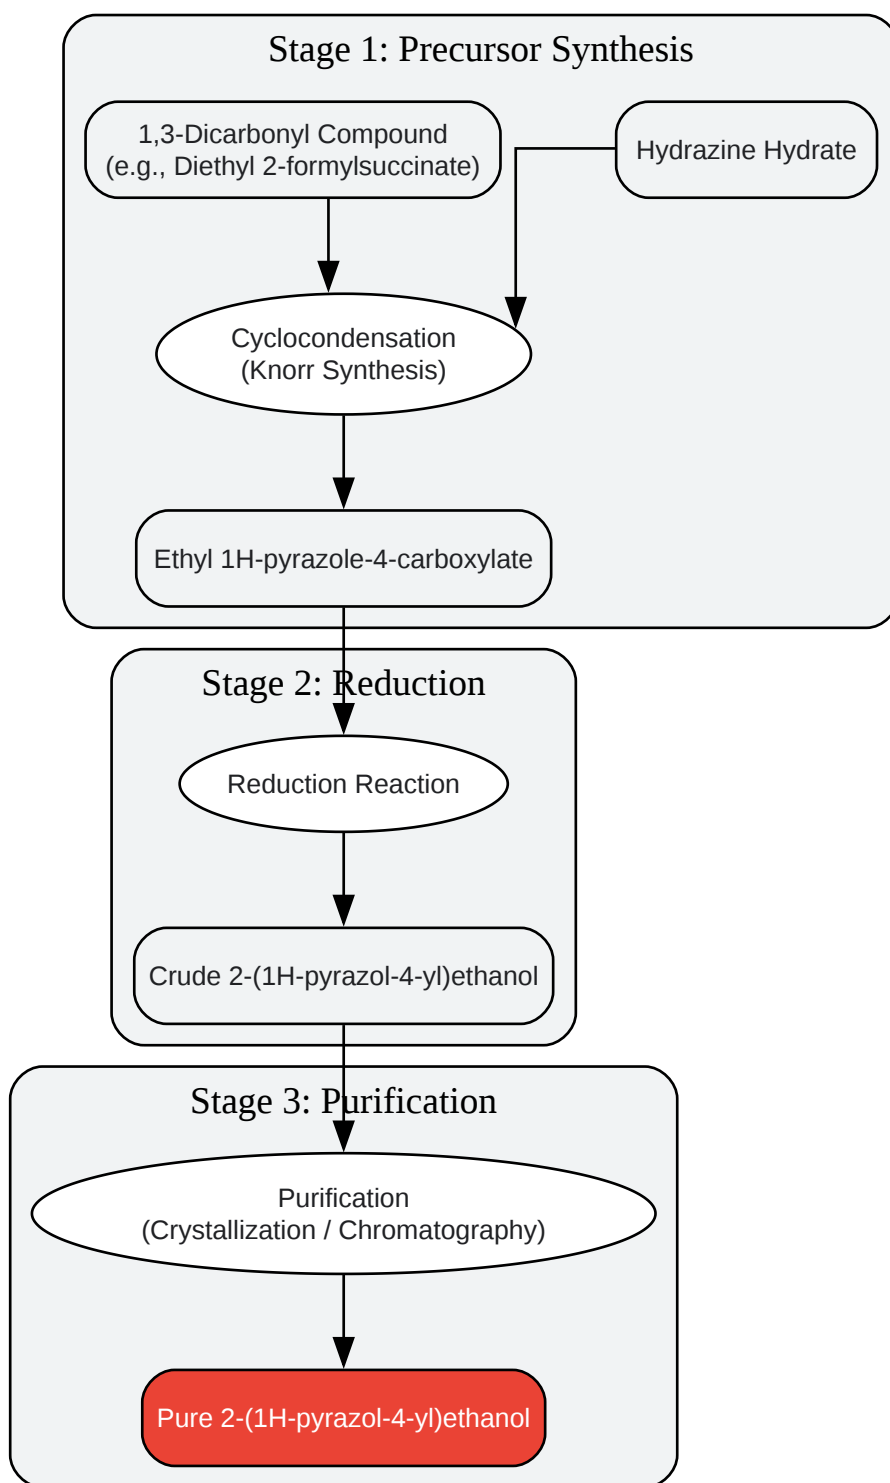 Stage 1: Precursor Synthesis
1,3-Dicarbonyl Compound
(e.g., Diethyl 2-formylsuccinate)
Hydrazine Hydrate
Cyclocondensation
(Knorr Synthesis)
Ethyl 1H-pyrazole-4-carboxylate
Stage 2: Reduction
Reduction Reaction
Crude 2-(1H-pyrazol-4-yl)ethanol
Stage 3: Purification
Purification
(Crystallization / Chromatography)
Pure 2-(1H-pyrazol-4-yl)ethanol